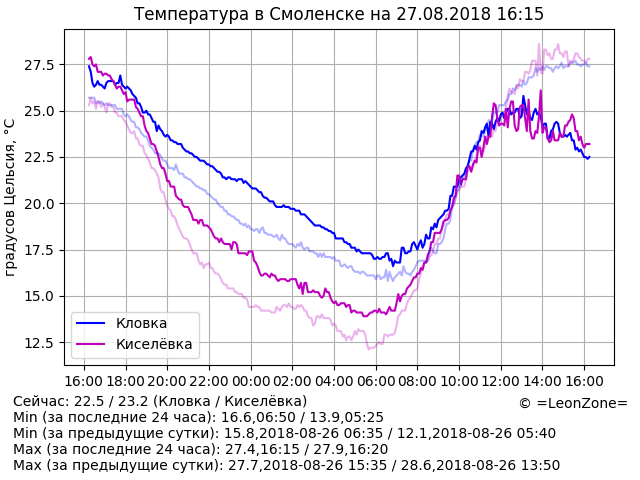 Температура в Смоленске на 27.08.2018 16:15
градусов Цельсия, °C
27.5
25.0
22.5
20.0
17.5
15.0
12.5
Кловка
Киселёвка
16:00 18:00 20:00 22:00 00:00 02:00 04:00 06:00 08:00 10:00 12:00 14:00 16:00
Сейчас: 22.5 / 23.2 (Кловка / Киселёвка)
© =LeonZone=
Min (за последние 24 часа): 16.6,06:50 / 13.9,05:25
Min (за предыдущие сутки): 15.8,2018-08-26 06:35 / 12.1,2018-08-26 05:40
Max (за последние 24 часа): 27.4,16:15 / 27.9,16:20
Max (за предыдущие сутки): 27.7,2018-08-26 15:35 / 28.6,2018-08-26 13:50